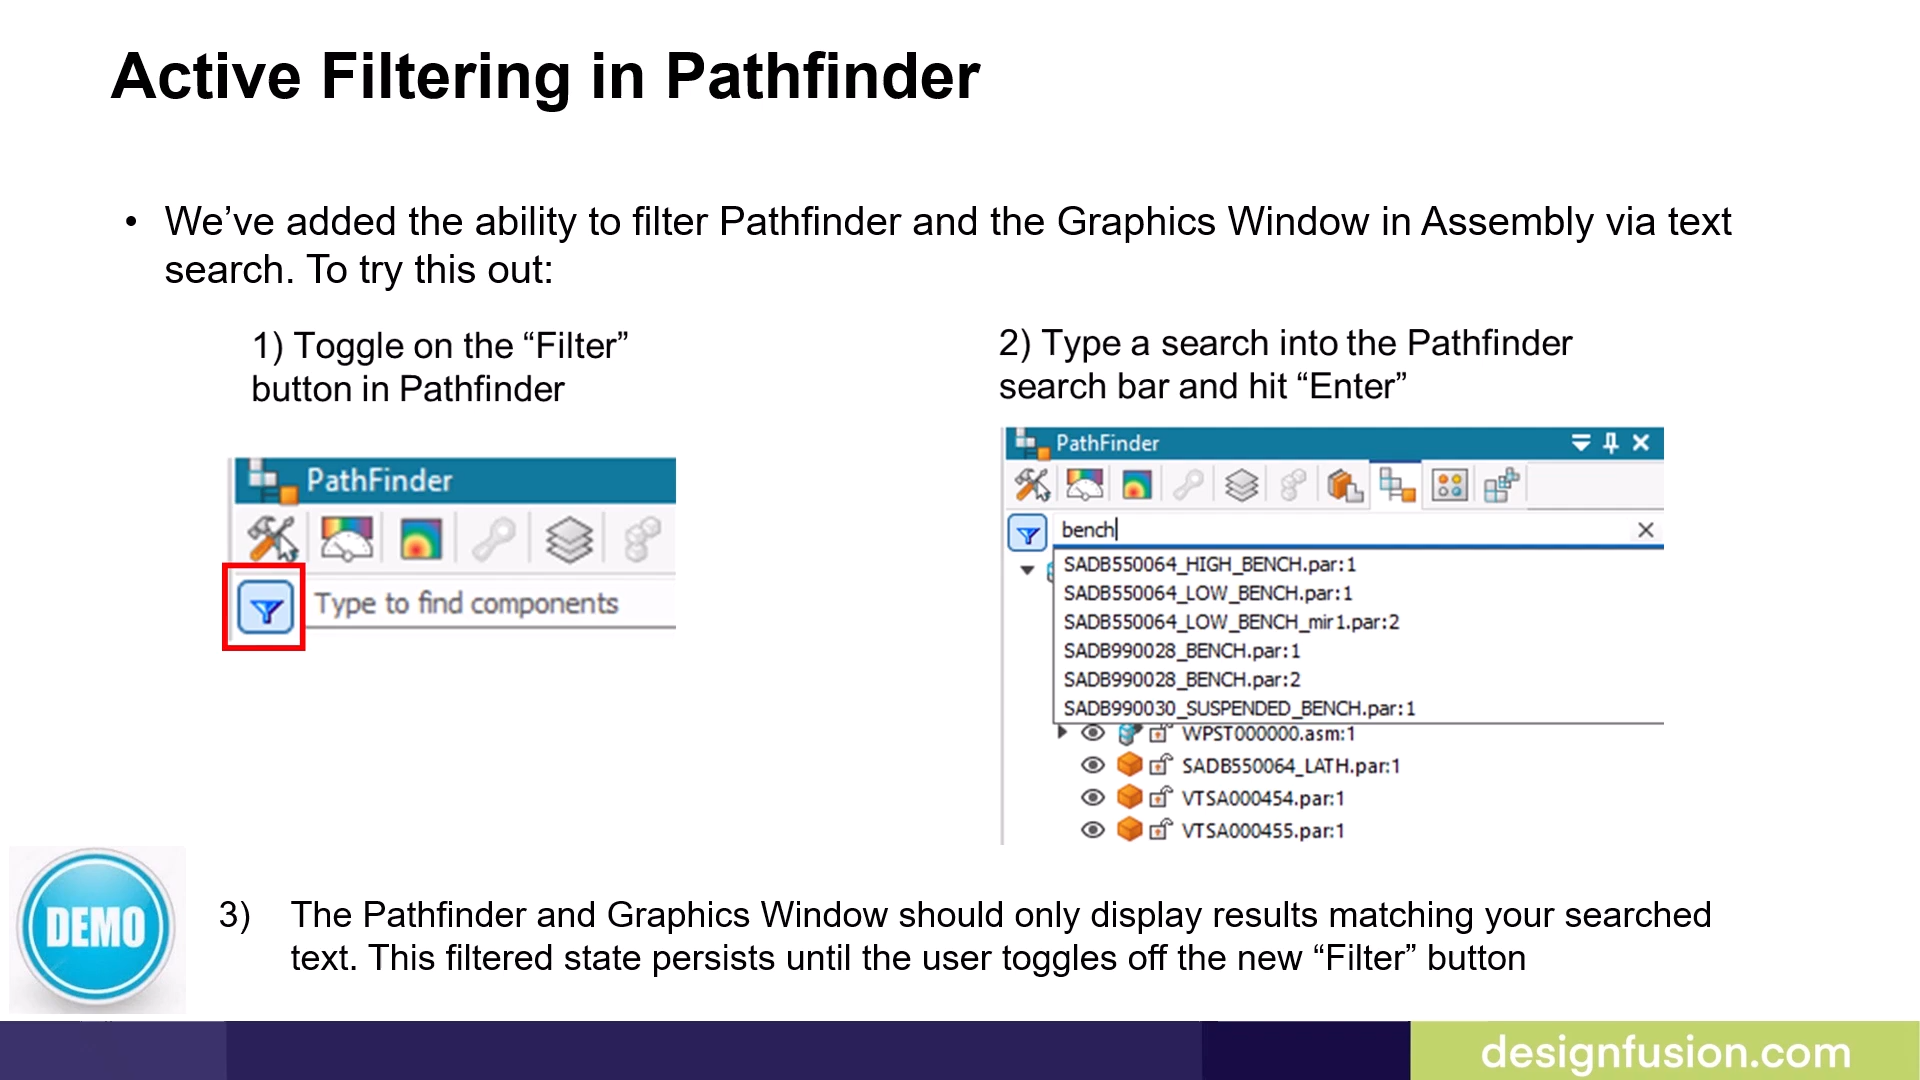 Active Filtering in Pathfinder
• We’ve added the ability to filter Pathfinder and the Graphics Window in Assembly via text
search. To try this out:
1) Toggle on the “Filter”
button in Pathfinder
PathFinder
Type to find components
2) Type a search into the Pathfinder
search bar and hit “Enter”
PathFinder
bench
SADB550064_HIGH_BENCH.par:1
SADB550064_LOW_BENCH.par:1
SADB550064_LOW_BENCH_mir1.par:2
SADB990028_BENCH.par:1
SADB990028_BENCH.par:2
SADB990030_SUSPENDED_BENCH.par:1
WPST000000.asm:1
SADB550064_LATH.par:1
VTSA000454.par:1
VTSA000455.par:1
DEMO
3) The Pathfinder and Graphics Window should only display results matching your searched
text. This filtered state persists until the user toggles off the new “Filter” button
designfusion.com